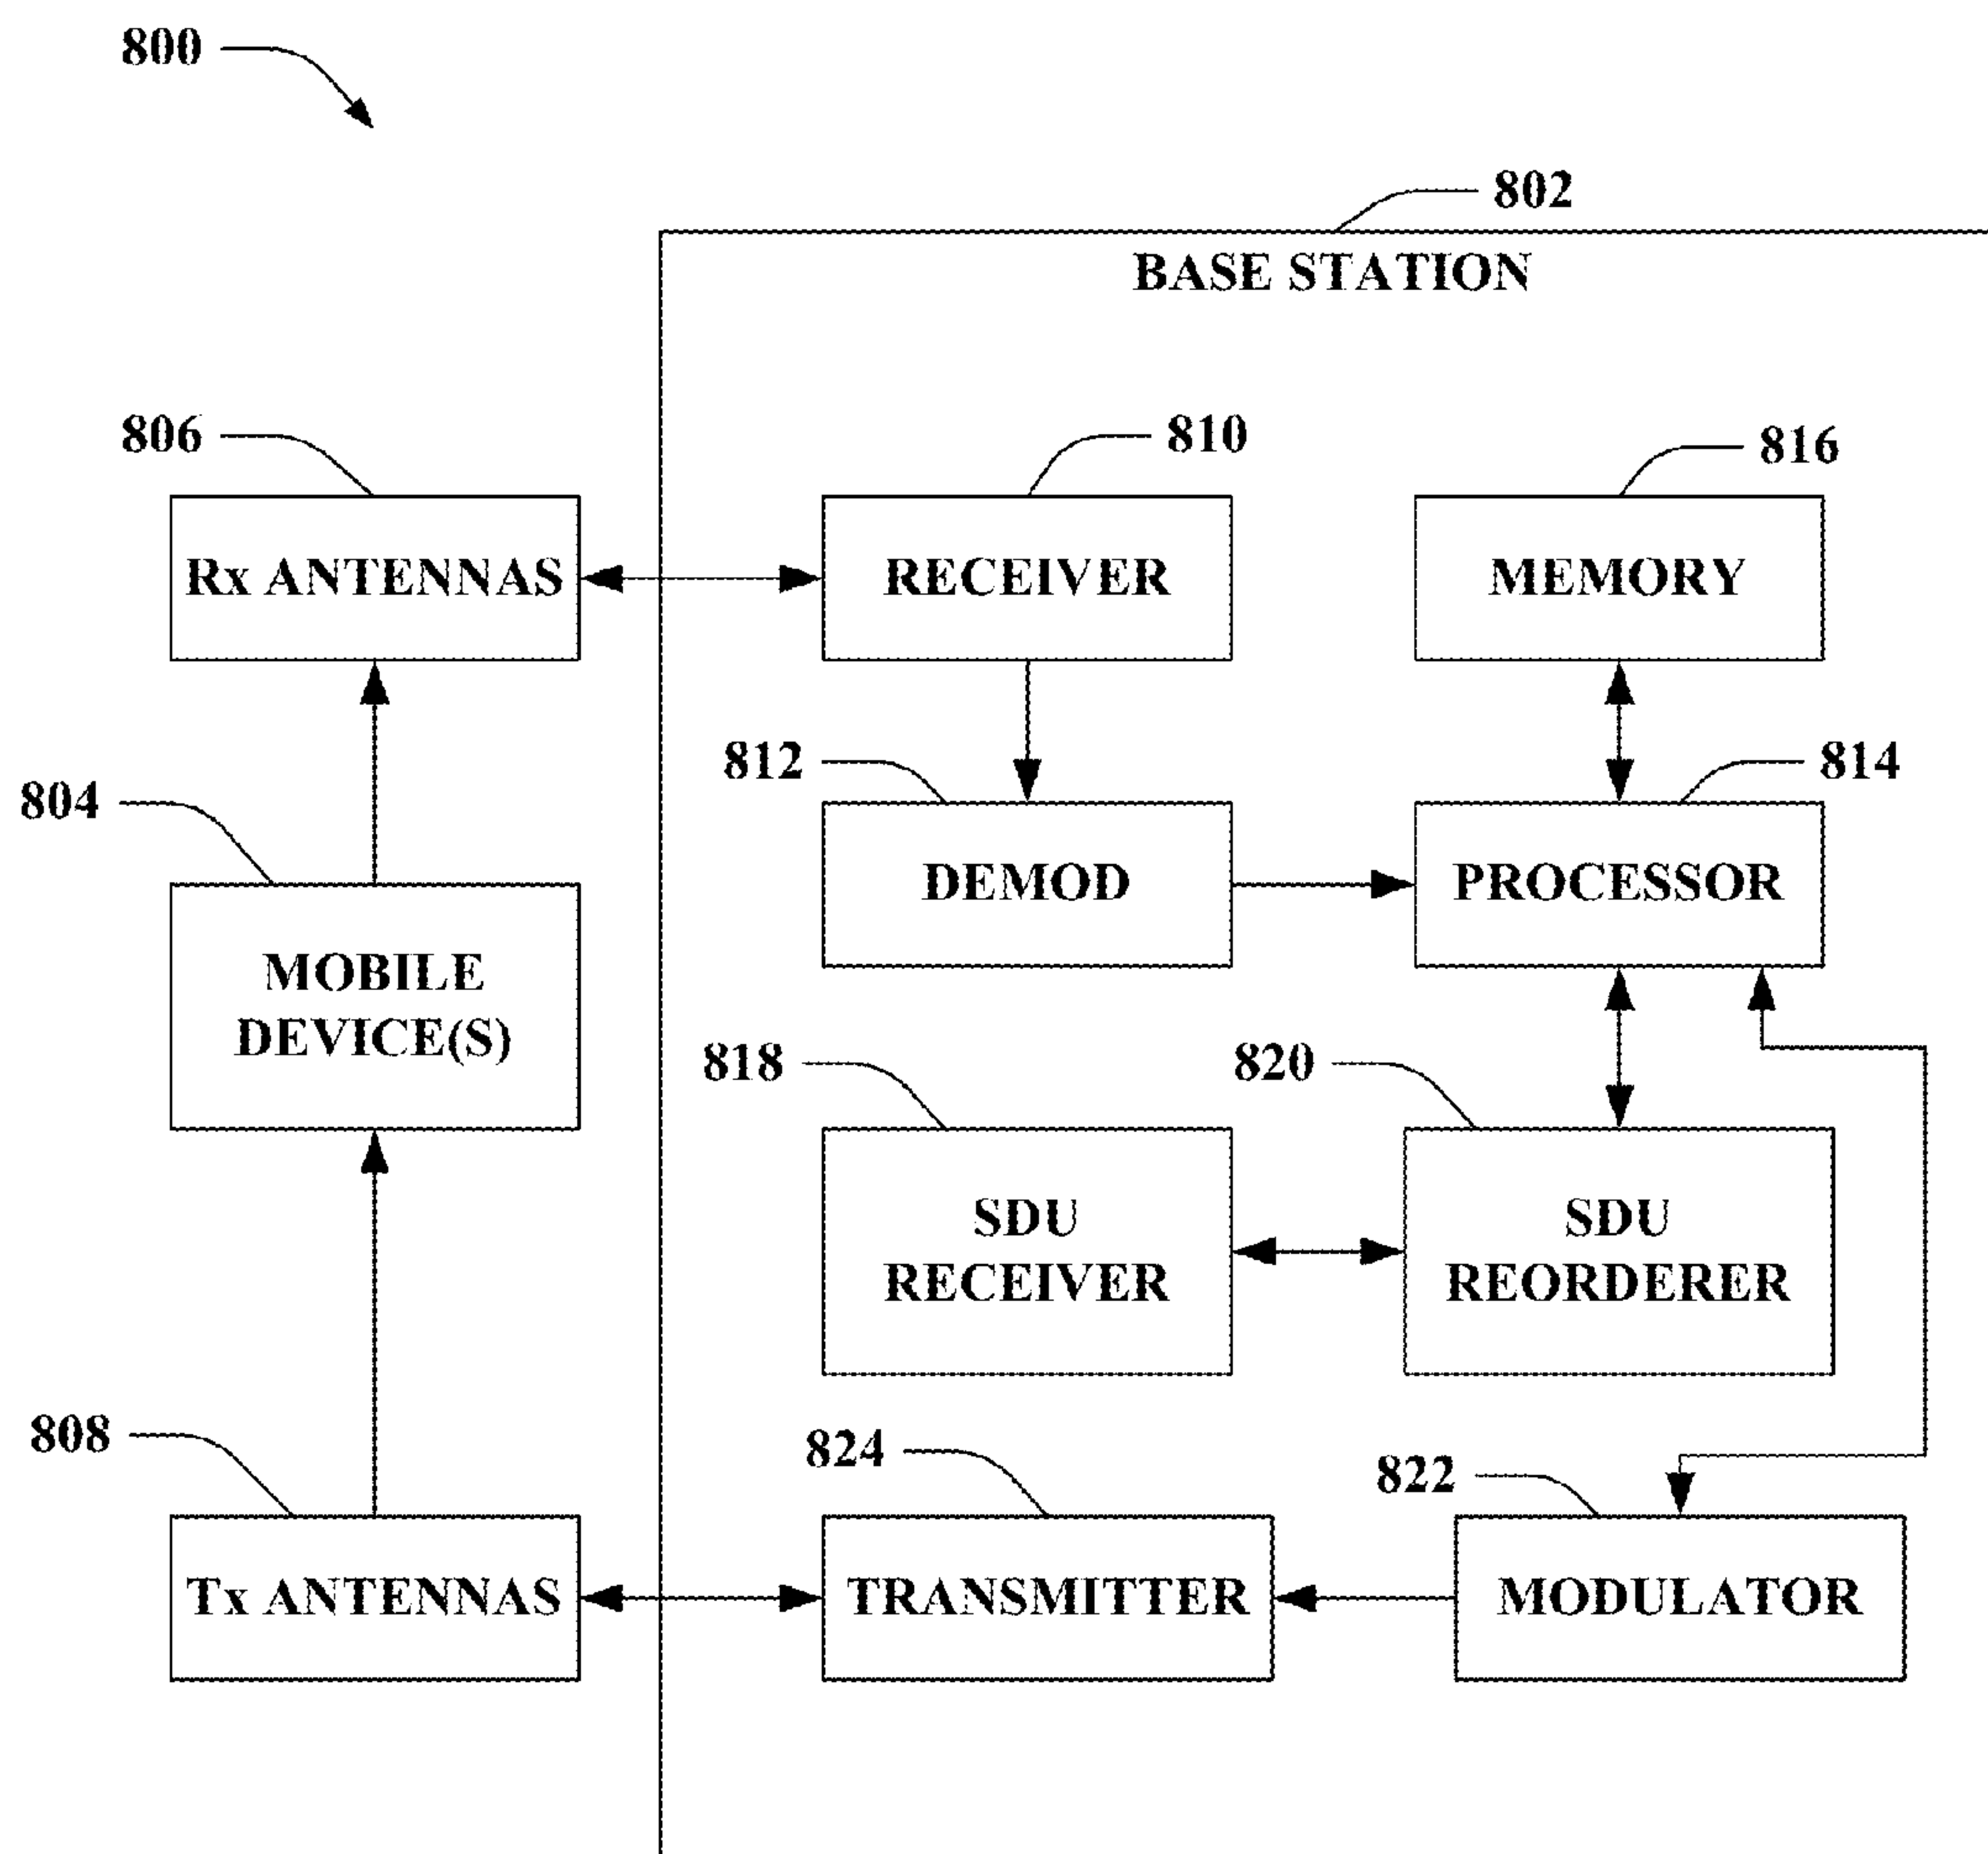 800
802
BASE STATION
806
810
816
Rx ANTENNAS
RECEIVER
MEMORY
812
814
804
DEMOD
PROCESSOR
MOBILE
DEVICE(S)
818
820
SDU
RECEIVER
SDU
REORDERER
808
824
822
Tx ANTENNAS
TRANSMITTER
MODULATOR